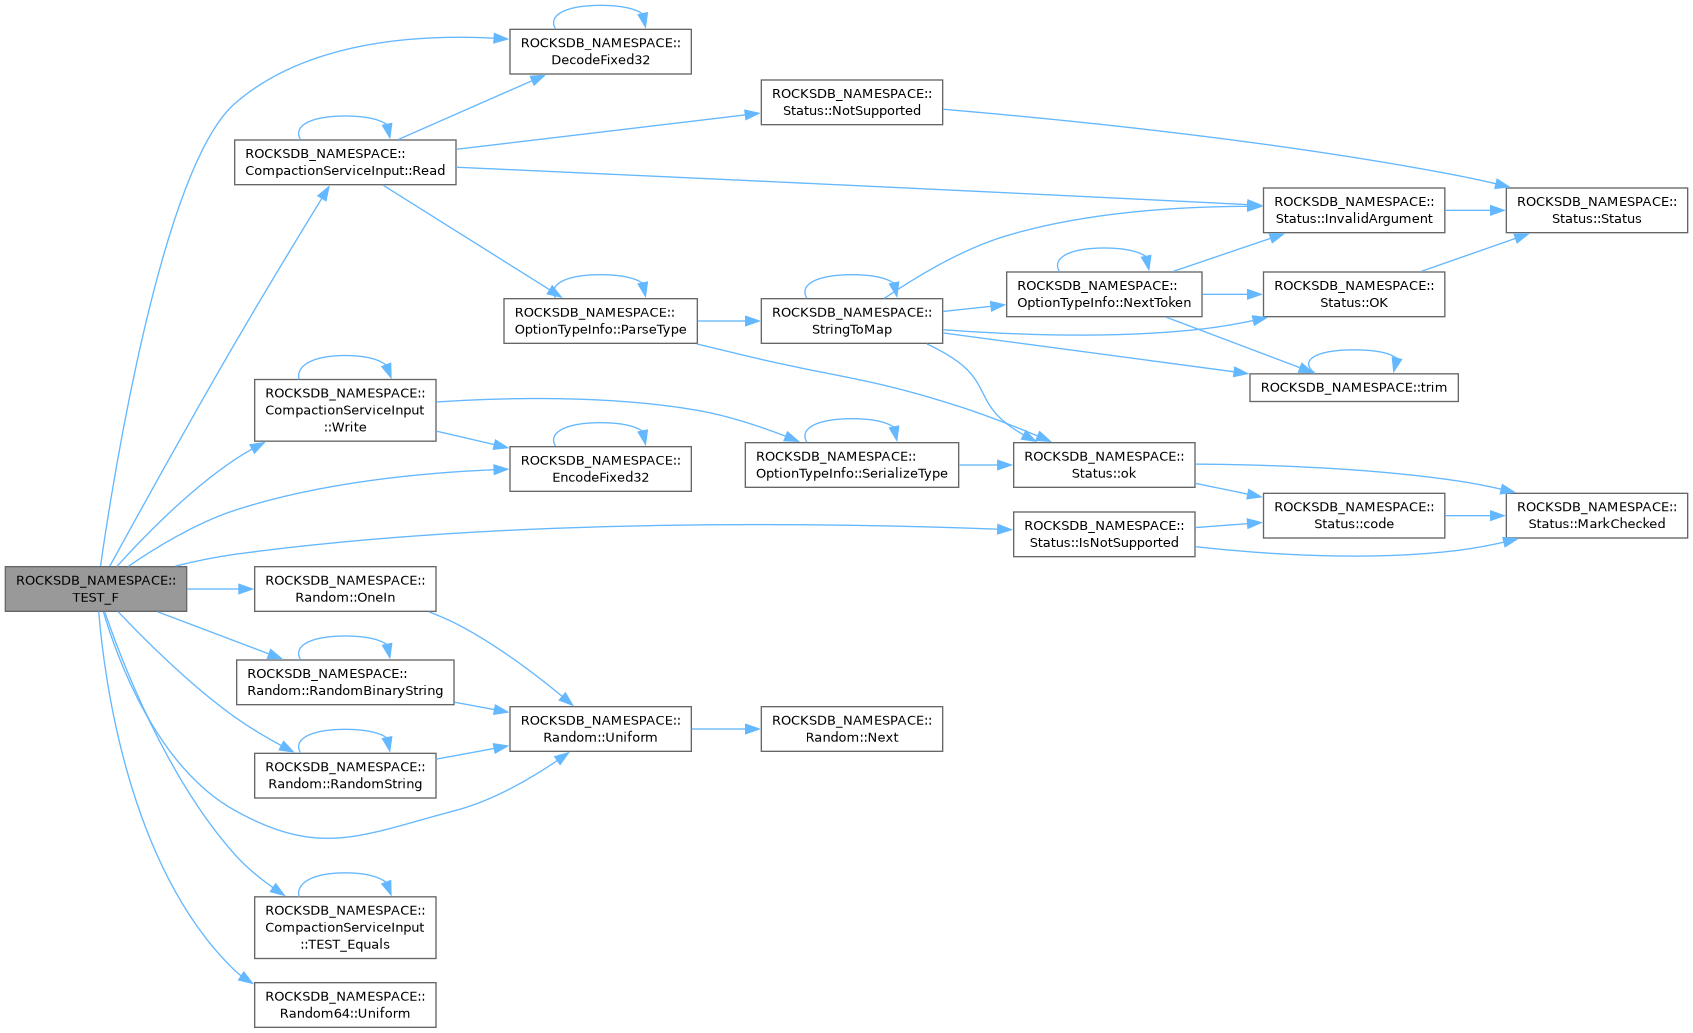 ROCKSDB_NAMESPACE::
DecodeFixed32
ROCKSDB_NAMESPACE::
Status::NotSupported
ROCKSDB_NAMESPACE::
CompactionServiceInput::Read
ROCKSDB_NAMESPACE::
Status::InvalidArgument
ROCKSDB_NAMESPACE::
Status::Status
ROCKSDB_NAMESPACE::
OptionTypeInfo::NextToken
ROCKSDB_NAMESPACE::
Status::OK
ROCKSDB_NAMESPACE::
OptionTypeInfo::ParseType
ROCKSDB_NAMESPACE::
StringToMap
ROCKSDB_NAMESPACE::trim
ROCKSDB_NAMESPACE::
CompactionServiceInput
::Write
ROCKSDB_NAMESPACE::
EncodeFixed32
ROCKSDB_NAMESPACE::
OptionTypeInfo::SerializeType
ROCKSDB_NAMESPACE::
Status::ok
ROCKSDB_NAMESPACE::
Status::code
ROCKSDB_NAMESPACE::
Status::MarkChecked
ROCKSDB_NAMESPACE::
Status::IsNotSupported
ROCKSDB_NAMESPACE::
TEST_F
ROCKSDB_NAMESPACE::
Random::OneIn
ROCKSDB_NAMESPACE::
Random::RandomBinaryString
ROCKSDB_NAMESPACE::
Random::Uniform
ROCKSDB_NAMESPACE::
Random::Next
ROCKSDB_NAMESPACE::
Random::RandomString
ROCKSDB_NAMESPACE::
CompactionServiceInput
::TEST_Equals
ROCKSDB_NAMESPACE::
Random64::Uniform